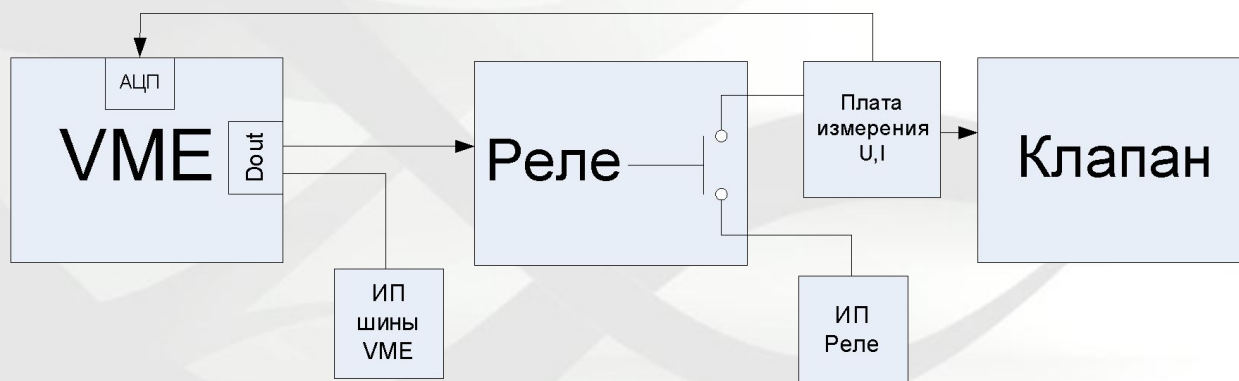 АЦП
VME
Dout
Реле
Плата
измерения
U,I
Клапан
ИП
шины
VME
ИП
Реле